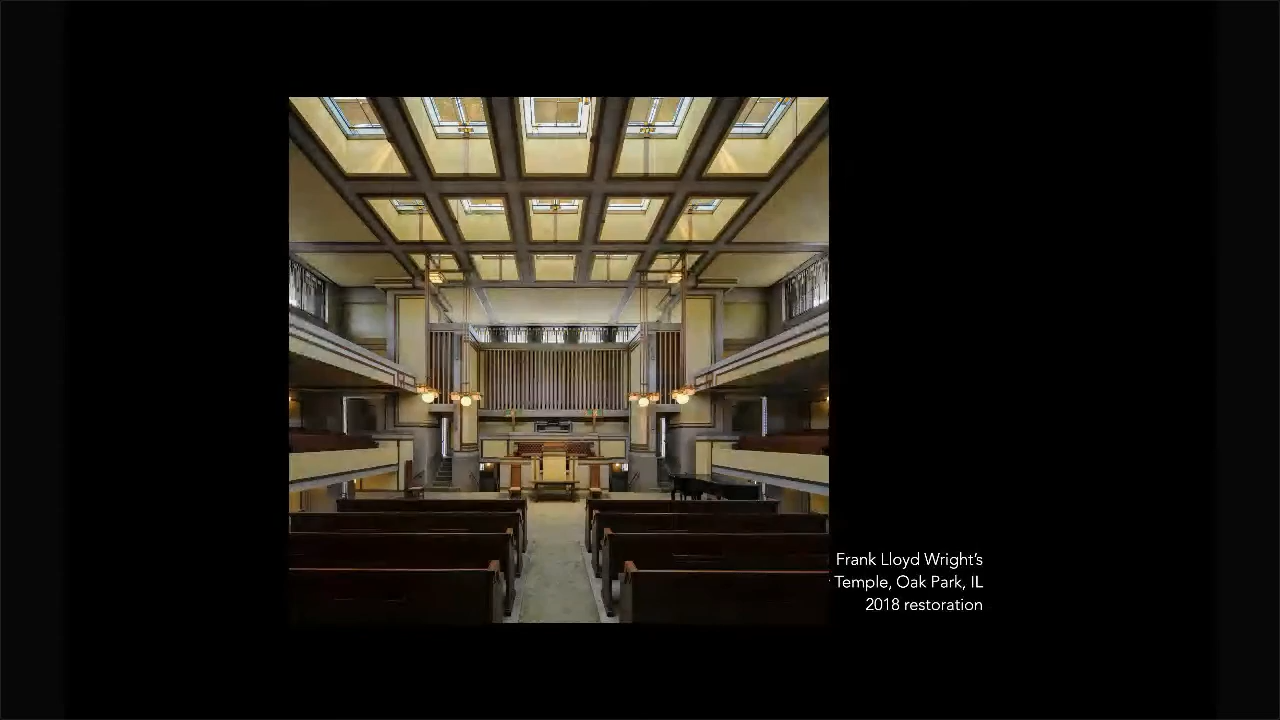 Frank Lloyd Wright's
Temple, Oak Park, IL
2018 restoration